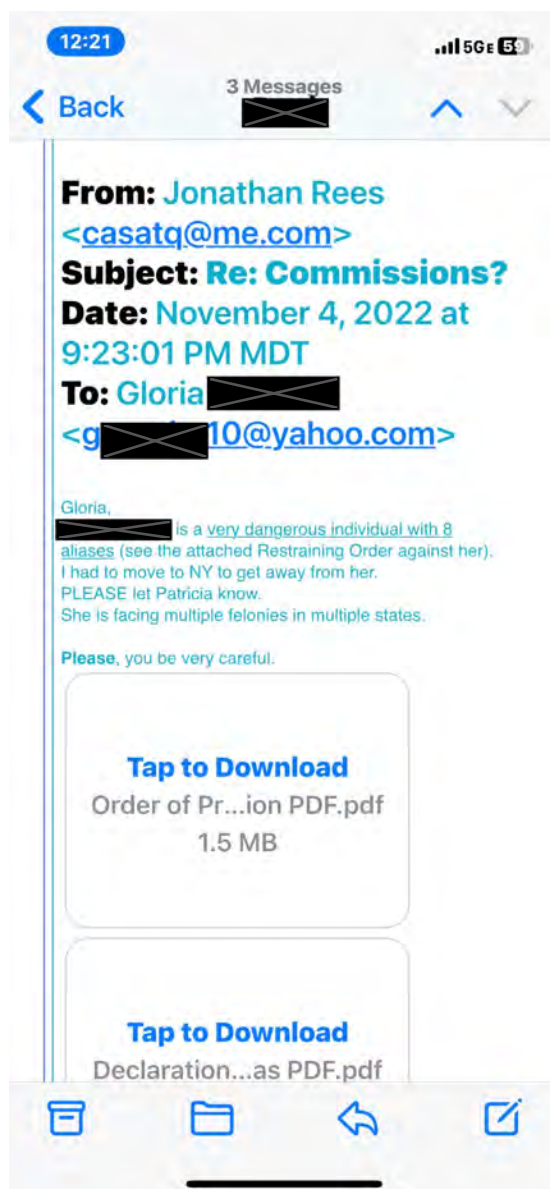 12:21
5GE 59
3 Messages
Back
From: Jonathan Rees
<casatq@me.com>
Subject: Re: Commissions?
Date: November 4, 2022 at
9:23:01 PM MDT
To: Gloria
<g 10@yahoo.com>
Gloria,
is a very dangerous individual with 8
aliases (see the attached Restraining Order against her).
I had to move to NY to get away from her.
PLEASE let Patricia know.
She is facing multiple felonies in multiple states.
Please, you be very careful.
Tap to Download
Order of Pr...ion PDF.pdf
1.5 MB
Tap to Download
Declaration...as PDF.pdf